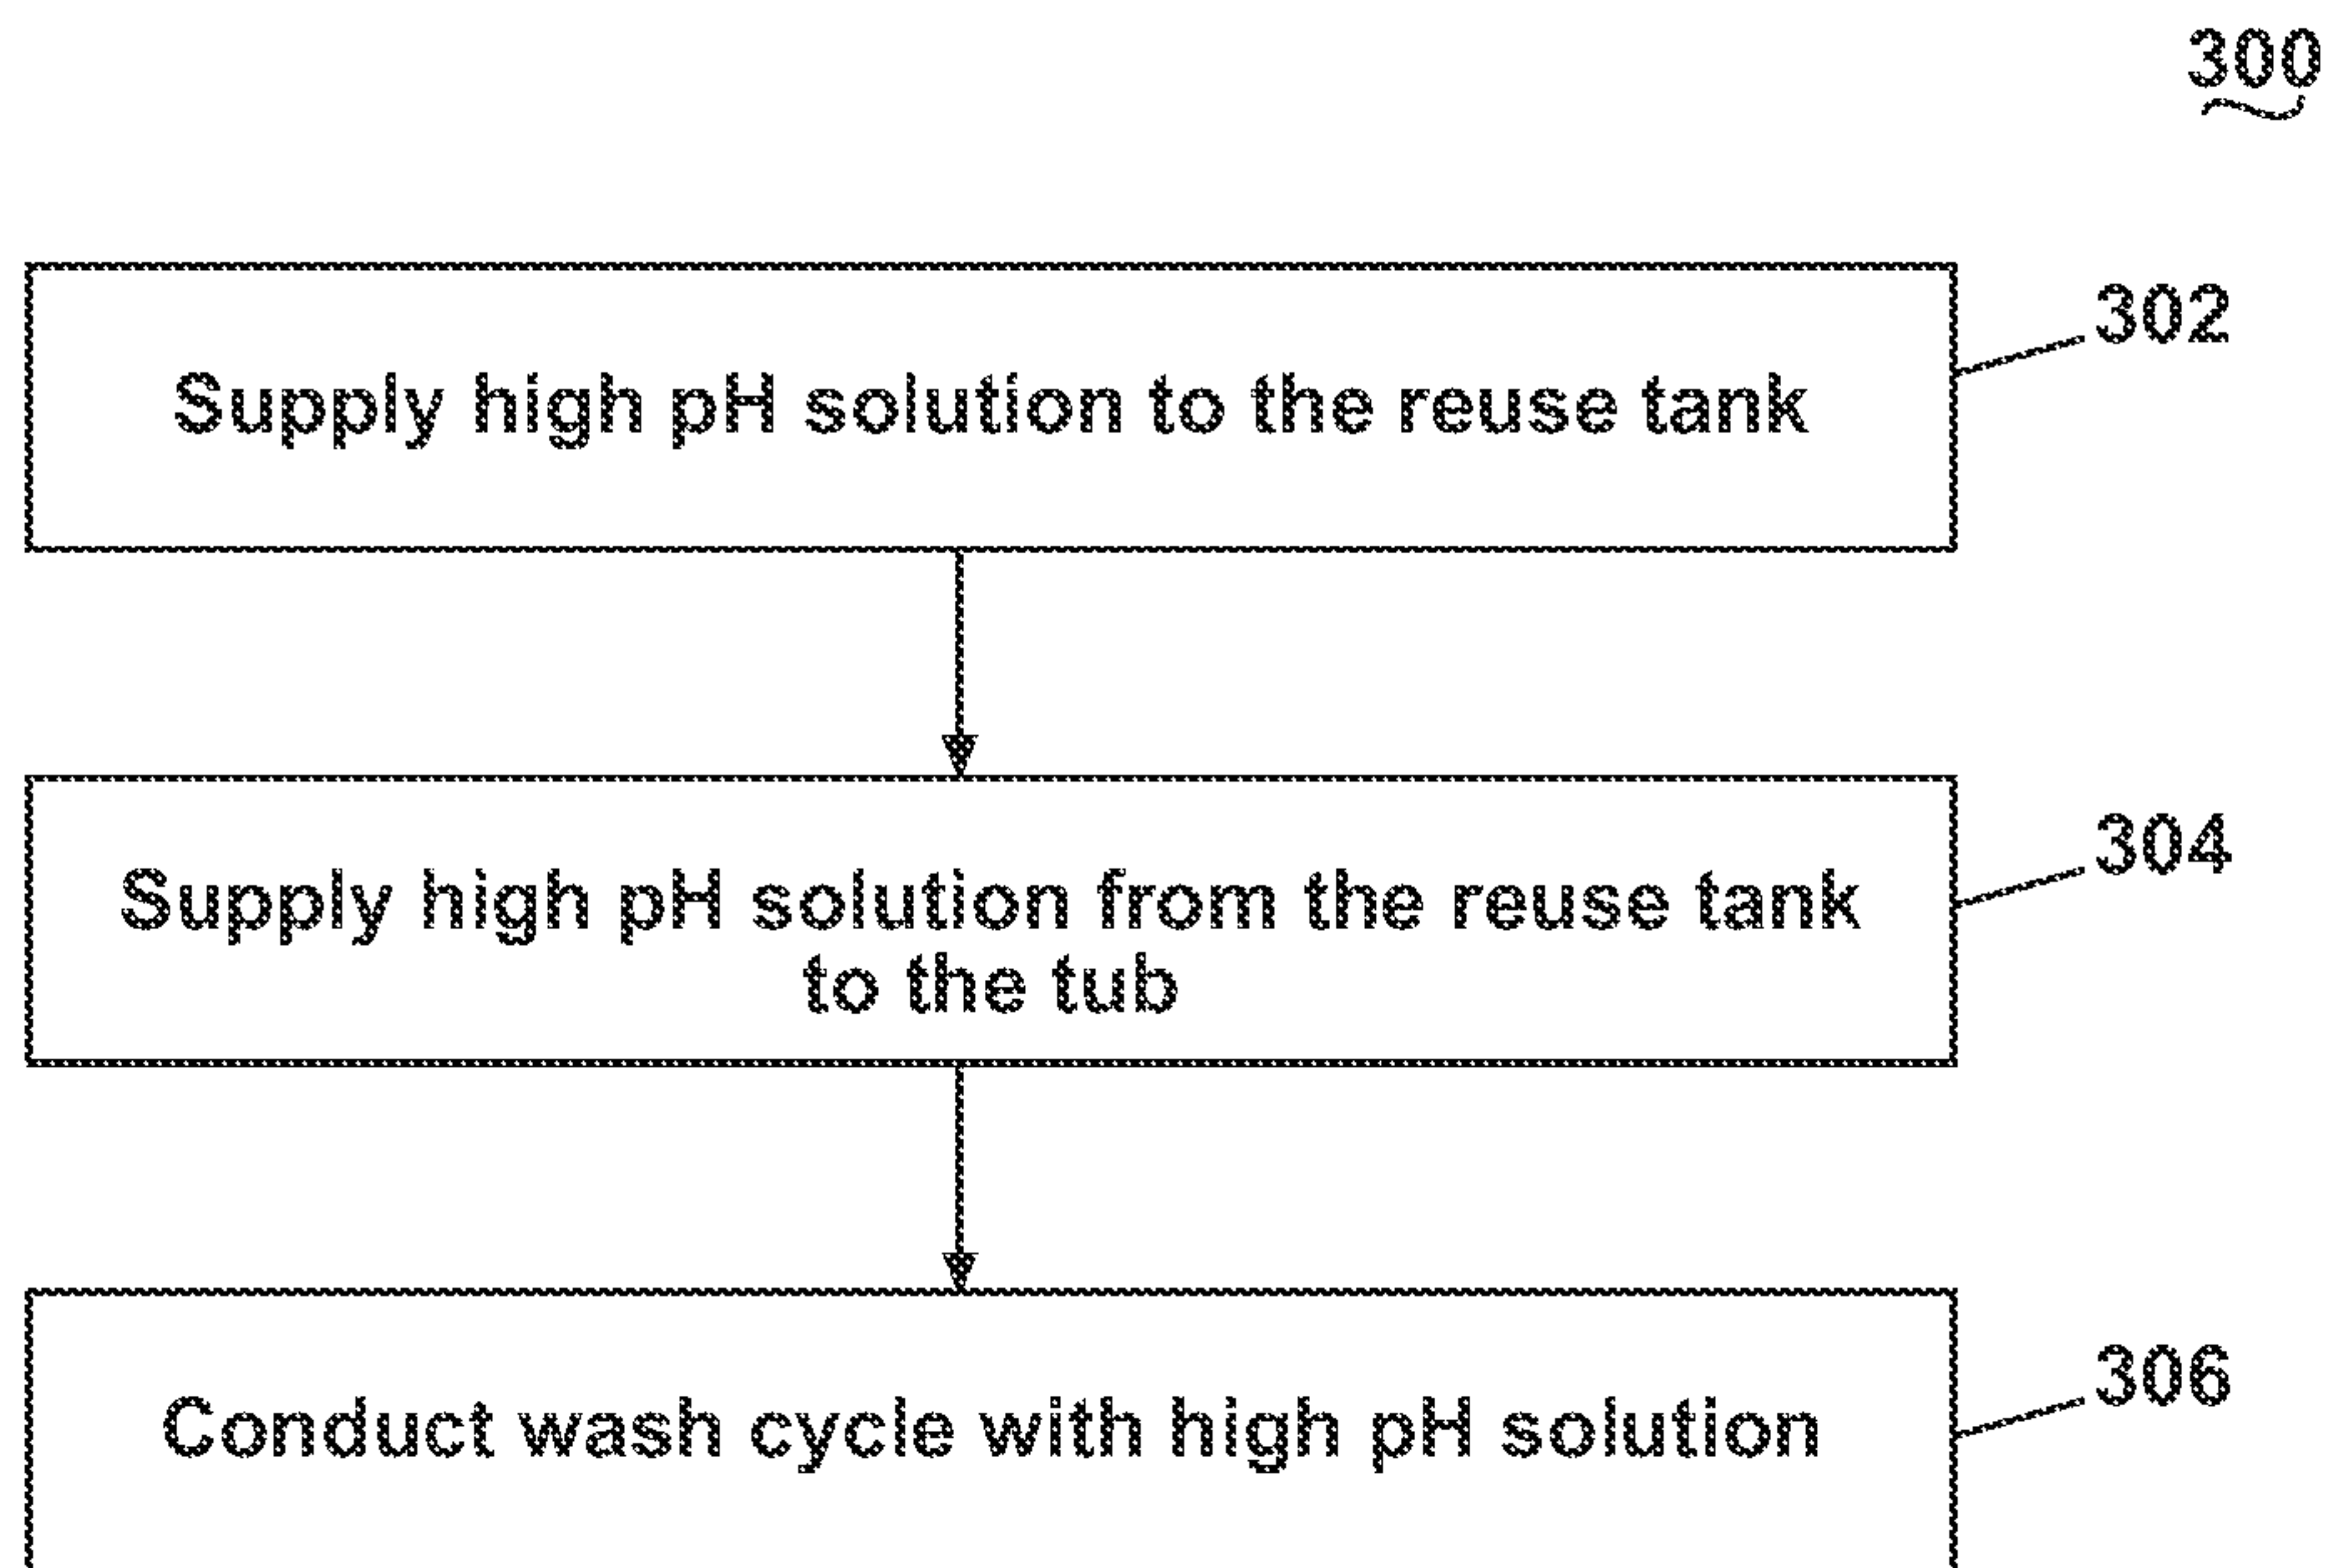 300
Supply high pH solution to the reuse tank
302
Supply high pH solution from the reuse tank
to the tub
304
Conduct wash cycle with high pH solution
306